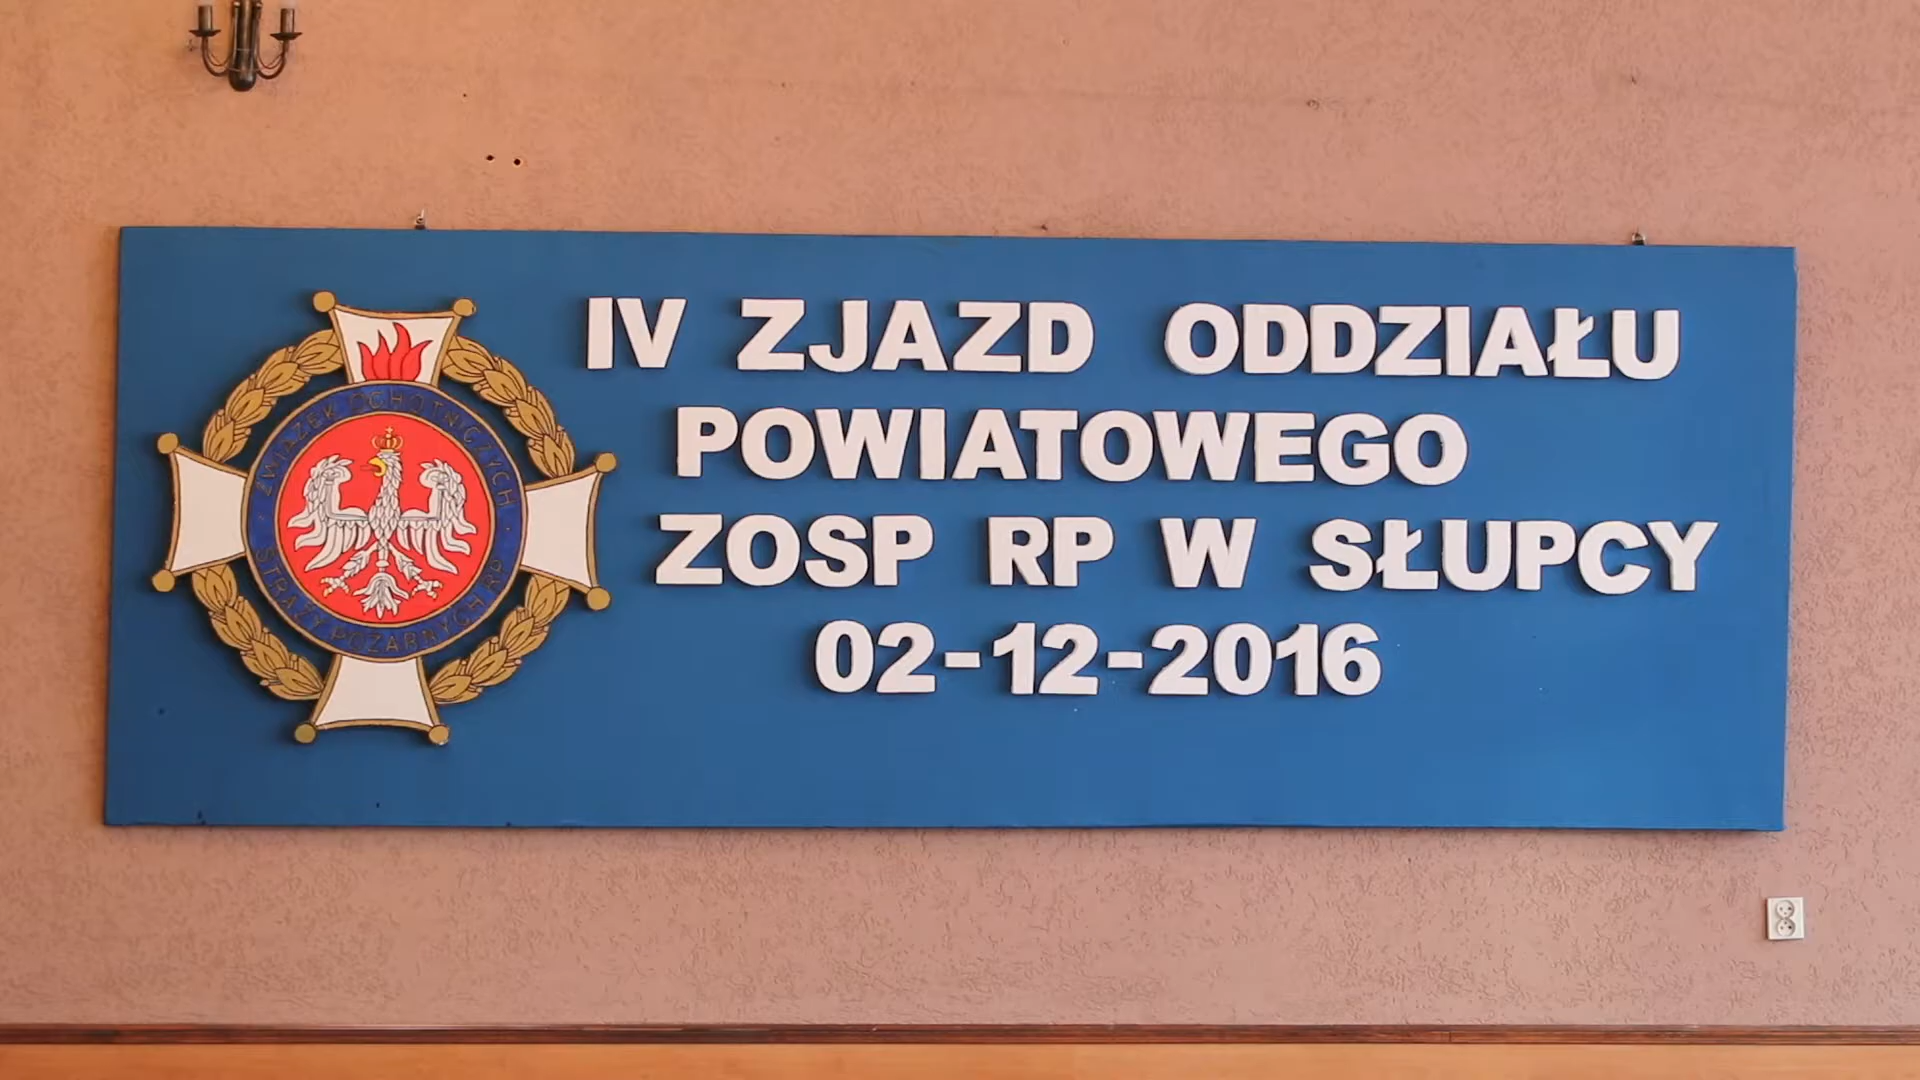 IV ZJAZD ODDZIAŁU
POWIATOWEGO
ZOSP RP W SŁUPCY
02-12-2016
ZWIĄZEK OCHOTNICZYCH
STRAŻY POŻARNYCH RP